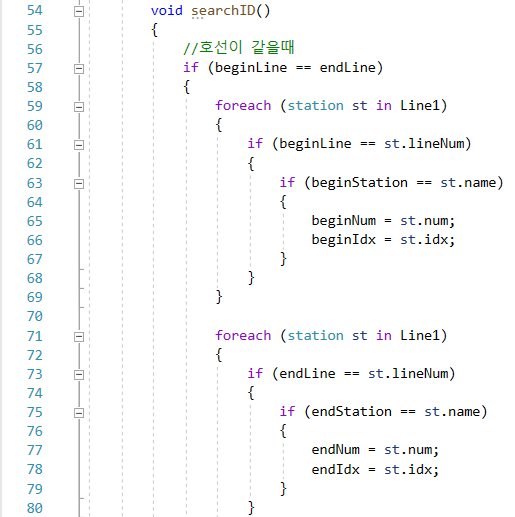 54 void searchID()
55 {
56 //호선이 같을때
57 if (beginLine == endLine)
58 {
59 foreach (station st in Line1)
60 {
61 if (beginLine == st.lineNum)
62 {
63 if (beginStation == st.name)
64 {
65 beginNum = st.num;
66 beginIdx = st.idx;
67 }
68 }
69 }
70
71 foreach (station st in Line1)
72 {
73 if (endLine == st.lineNum)
74 {
75 if (endStation == st.name)
76 {
77 endNum = st.num;
78 endIdx = st.idx;
79 }
80 }